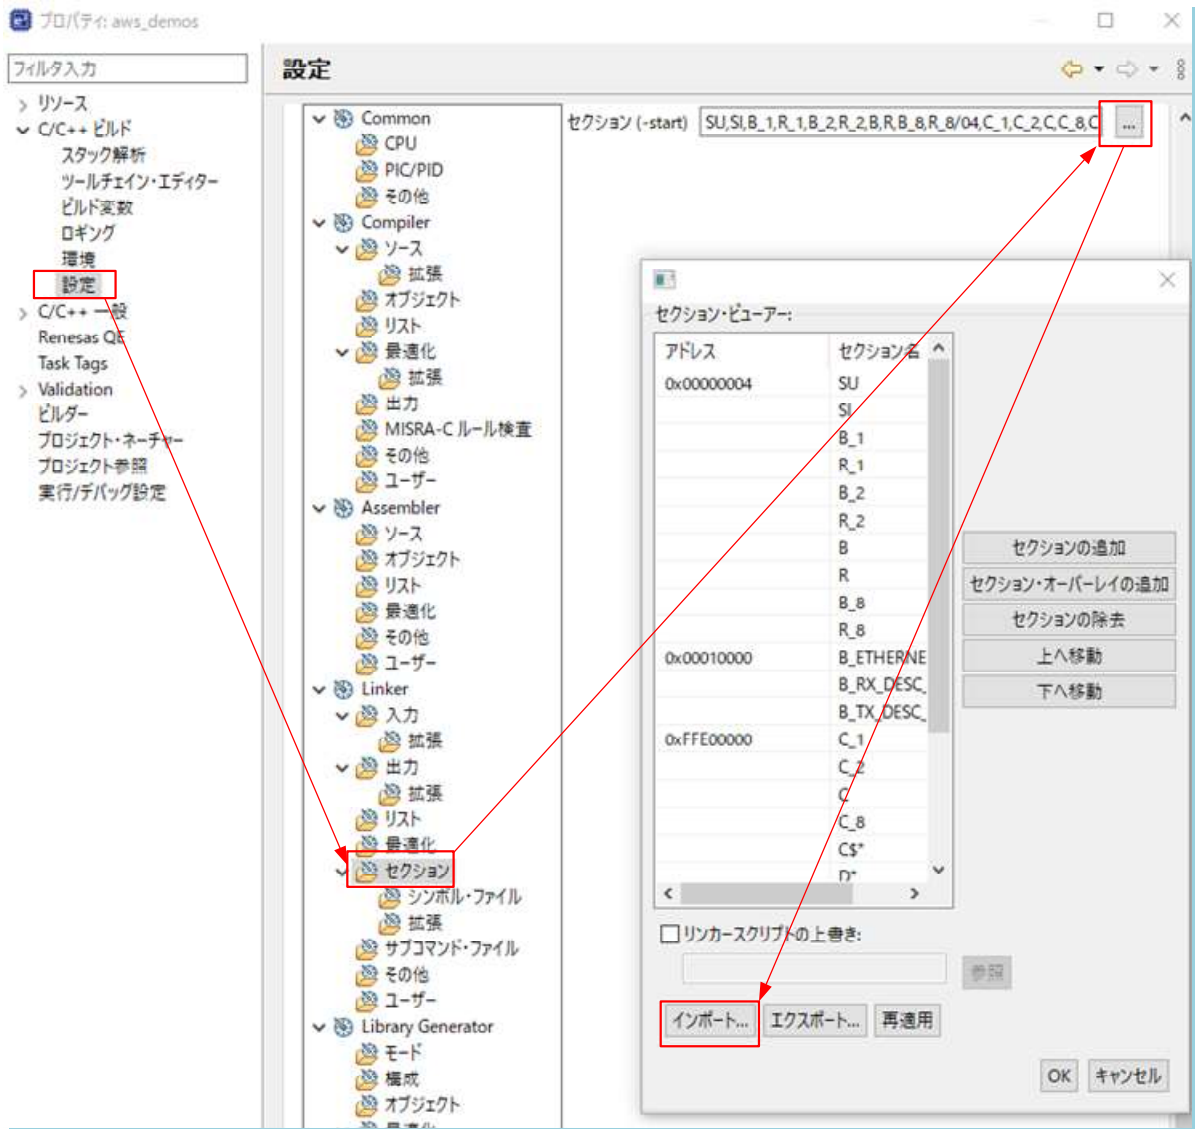 プロパティ: aws_demos
フィルタ入力
設定
リソース
C/C++ ビルド
スタック解析
ツールチェイン・エディター
ビルド変数
ロギング
環境
設定
C/C++ 一般
Renesas QE
Task Tags
Validation
ビルダー
プロジェクト・ネーチャー
プロジェクト参照
実行/デバッグ設定
Common
CPU
PIC/PID
その他
Compiler
ソース
拡張
オブジェクト
リスト
最適化
拡張
出力
MISRA-C ルール検査
その他
ユーザー
Assembler
ソース
オブジェクト
リスト
最適化
その他
ユーザー
Linker
入力
拡張
出力
拡張
リスト
最適化
セクション
シンボル・ファイル
拡張
サブコマンド・ファイル
その他
ユーザー
Library Generator
モード
構成
オブジェクト
最適化
セクション (-start) SU,SI,B_1,R_1,B_2,R_2,B,R,B_8,R_8/04,C_1,C_2,C,C_8,C ...
セクション・ビューアー:
アドレス セクション名
0x00000004 SU
SI
B_1
R_1
B_2
R_2
B
R
B_8
R_8
0x00010000 B_ETHERNE
B_RX_DESC_
B_TX_DESC_
0xFFE00000 C_1
C_2
C
C_8
C$*
D*
セクションの追加
セクション・オーバーレイの追加
セクションの除去
上へ移動
下へ移動
リンカースクリプトの上書き:
参照
インポート... エクスポート... 再適用
OK キャンセル